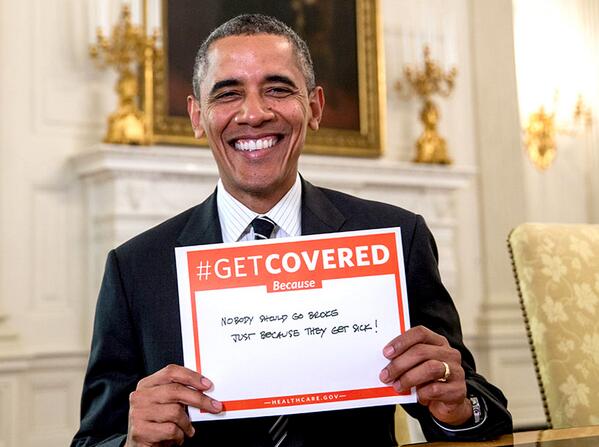 #GETCOVERED
Because
NOBODY SHOULD GO BROKE
JUST BECAUSE THEY GET SICK!
HEALTHCARE.GOV